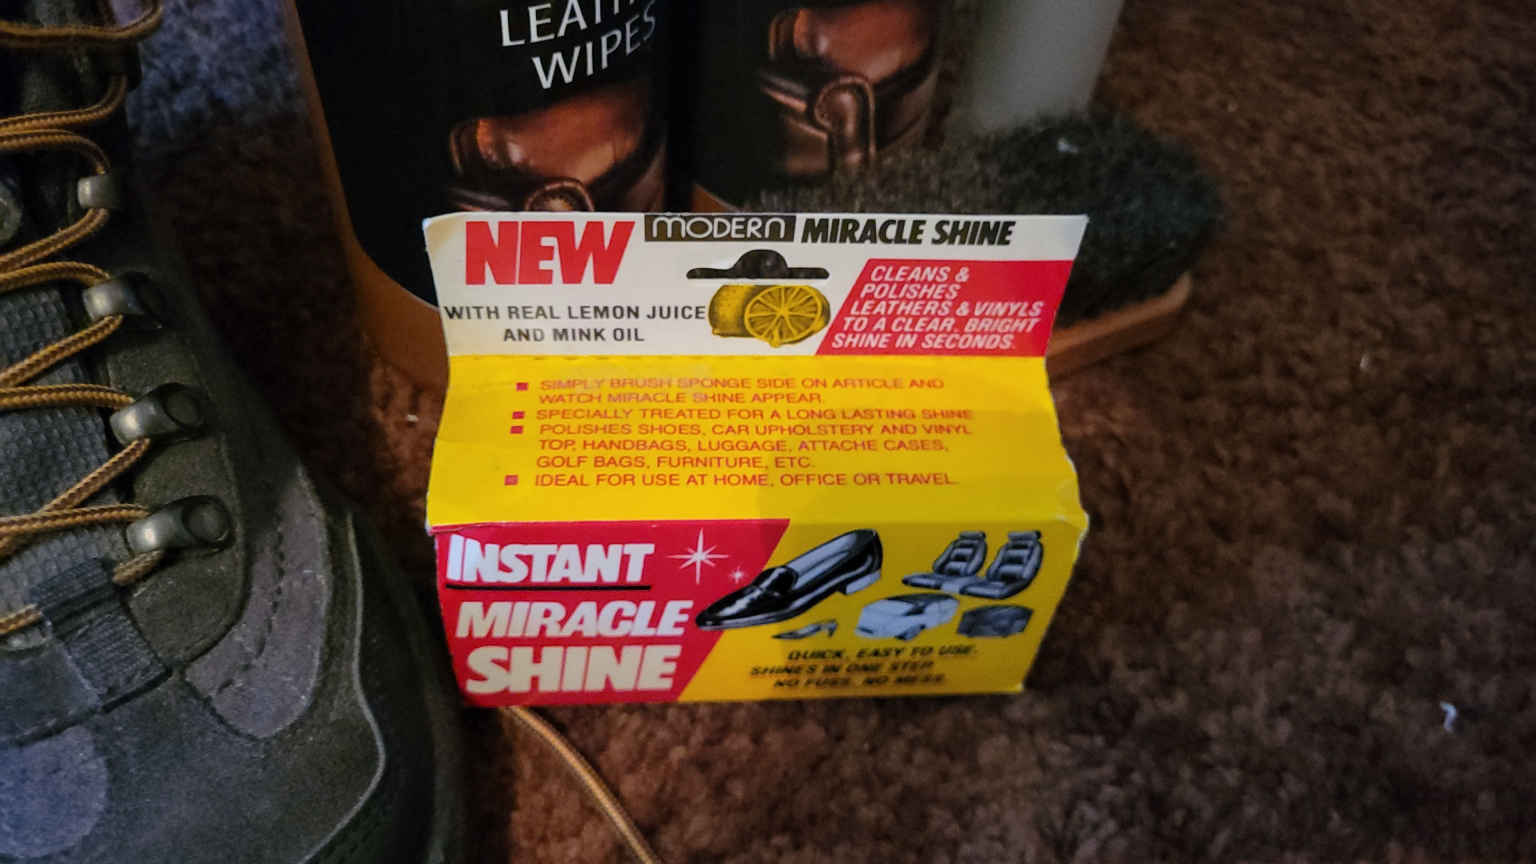 LEATH
WIPES
NEW
MODERN MIRACLE SHINE
WITH REAL LEMON JUICE
AND MINK OIL
CLEANS &
POLISHES
LEATHERS & VINYLS
TO A CLEAR, BRIGHT
SHINE IN SECONDS.
SIMPLY BRUSH SPONGE SIDE ON ARTICLE AND
WATCH MIRACLE SHINE APPEAR.
SPECIALLY TREATED FOR A LONG LASTING SHINE
POLISHES SHOES, CAR UPHOLSTERY AND VINYL
TOP, HANDBAGS, LUGGAGE, ATTACHE CASES,
GOLF BAGS, FURNITURE, ETC.
IDEAL FOR USE AT HOME, OFFICE OR TRAVEL.
INSTANT
MIRACLE
SHINE
QUICK, EASY TO USE.
SHINES IN ONE STEP
NO FUSS, NO MESS.